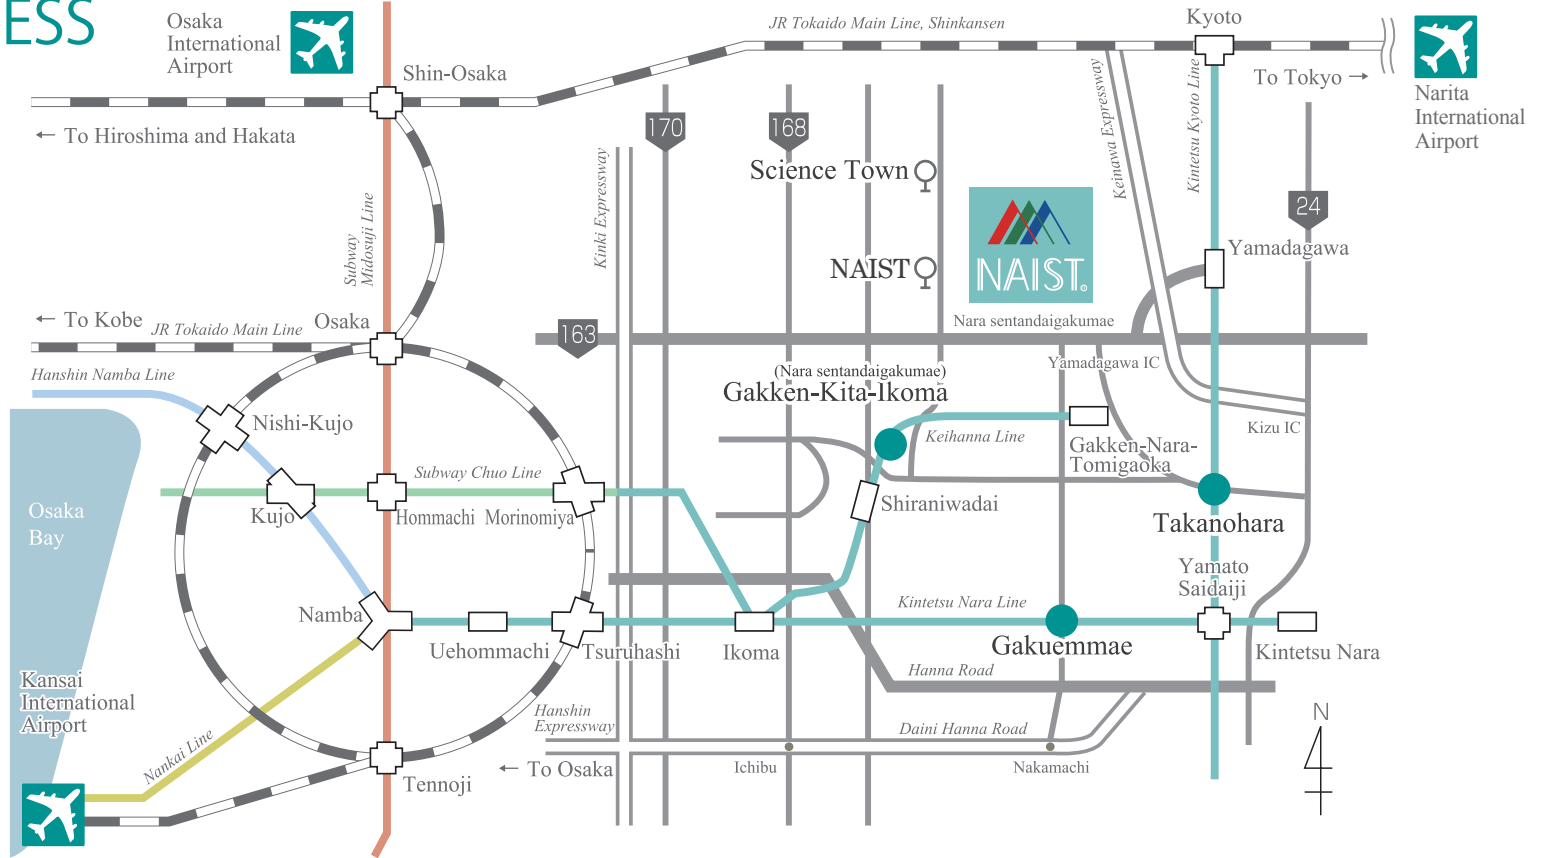 ESS
Osaka
International
Airport
JR Tokaido Main Line, Shinkansen
Kyoto
Shin-Osaka
To Tokyo →
Narita
International
Airport
← To Hiroshima and Hakata
170
168
Kinki Expressway
Science Town
Keinawa Expressway
Kintetsu Kyoto Line
24
Subway
Midosuji Line
NAIST
NAIST.
Yamadagawa
← To Kobe
JR Tokaido Main Line
Osaka
163
Nara sentandaigakumae
Hanshin Namba Line
(Nara sentandaigakumae)
Gakken-Kita-Ikoma
Yamadagawa IC
Nishi-Kujo
Keihanna Line
Kizu IC
Gakken-Nara-
Tomigaoka
Subway Chuo Line
Osaka
Bay
Kujo
Hommachi
Morinomiya
Shiraniwadai
Takanohara
Yamato
Saidaiji
Namba
Kintetsu Nara Line
Uehommachi
Tsuruhashi
Ikoma
Gakuemmae
Kintetsu Nara
Kansai
International
Airport
Hanna Road
Hanshin
Expressway
Daini Hanna Road
N
Nankai Line
← To Osaka
Ichibu
Nakamachi
Tennoji